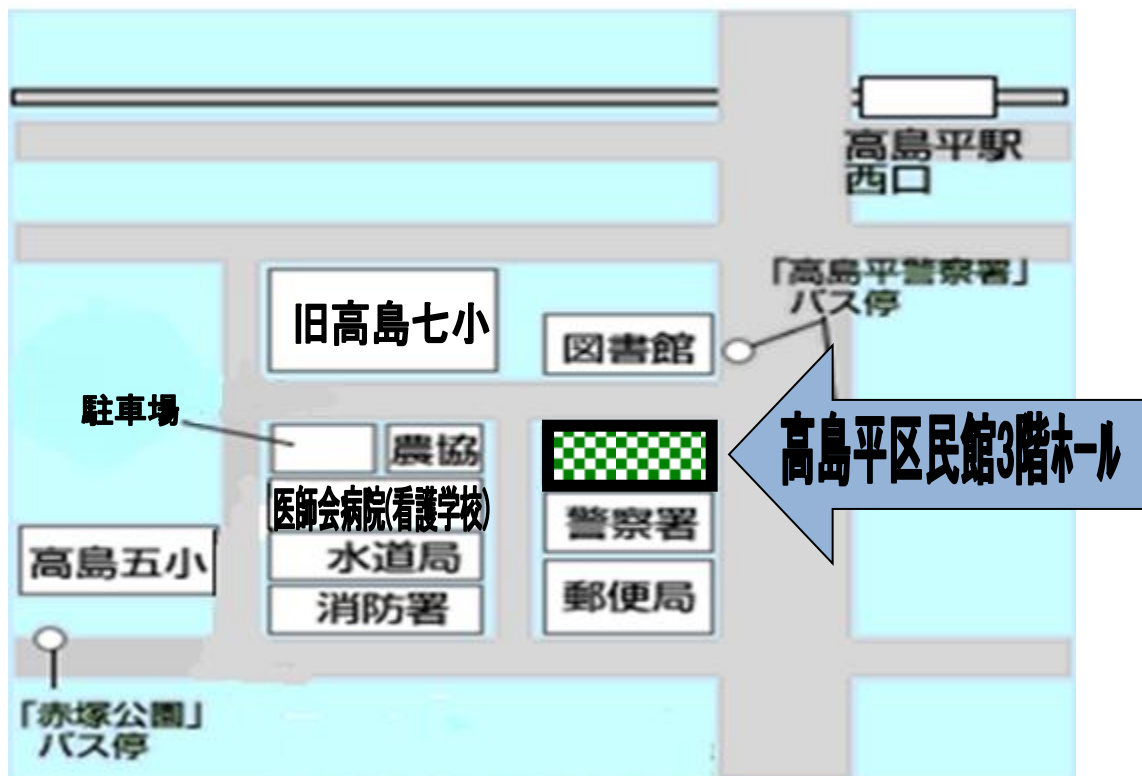 高島平駅
西口
「高島平警察署」
バス停
旧高島七小
図書館
駐車場
農協
高島平区民館3階ホール
医師会病院(看護学校)
警察署
水道局
高島五小
消防署
郵便局
「赤塚公園」
バス停